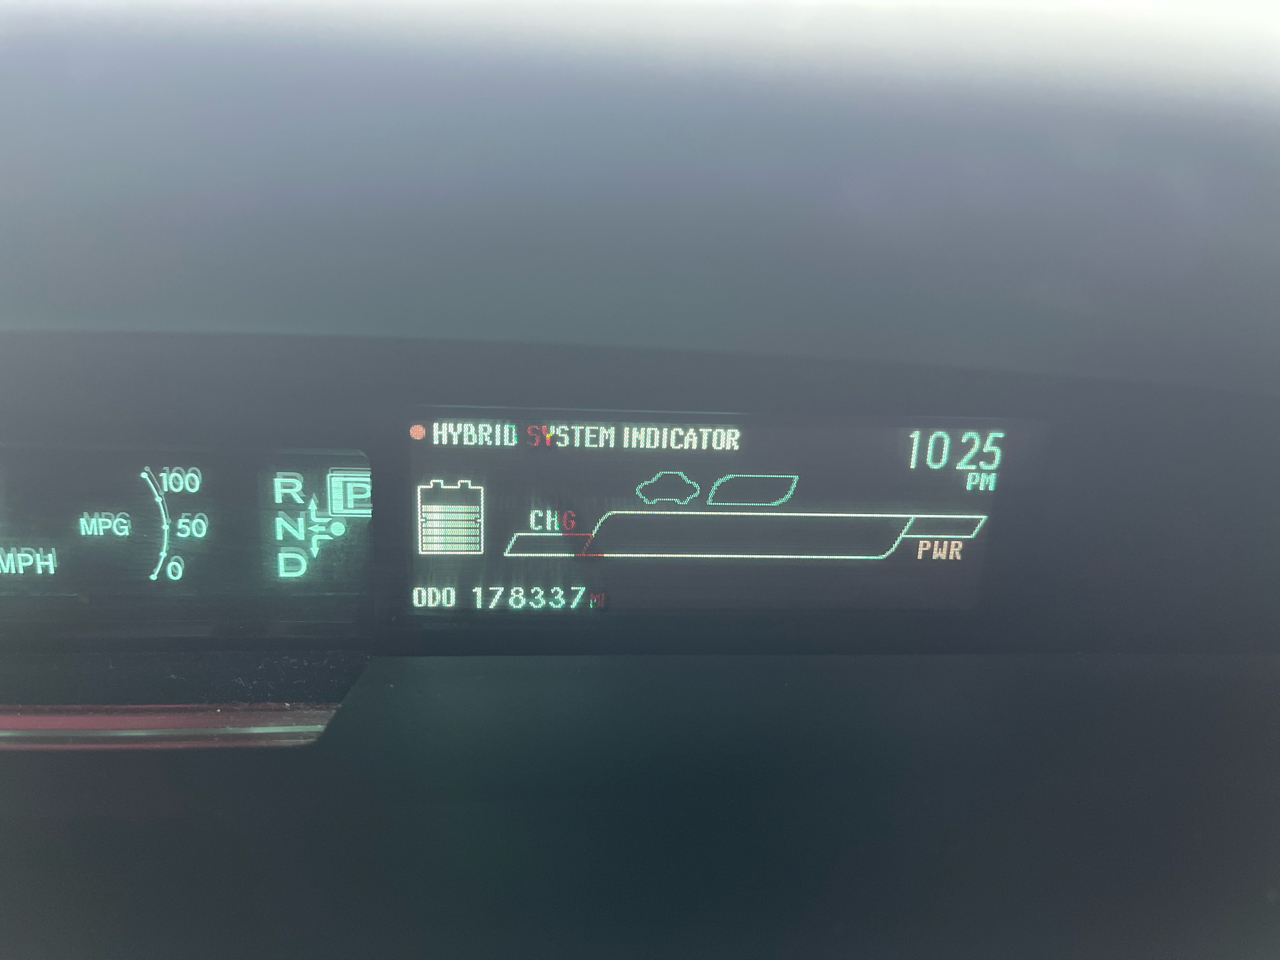 HYBRID SYSTEM INDICATOR
10 25
PM
100
MPG
50
0
MPH
R
P
N
D
CHG
PWR
ODO 178337